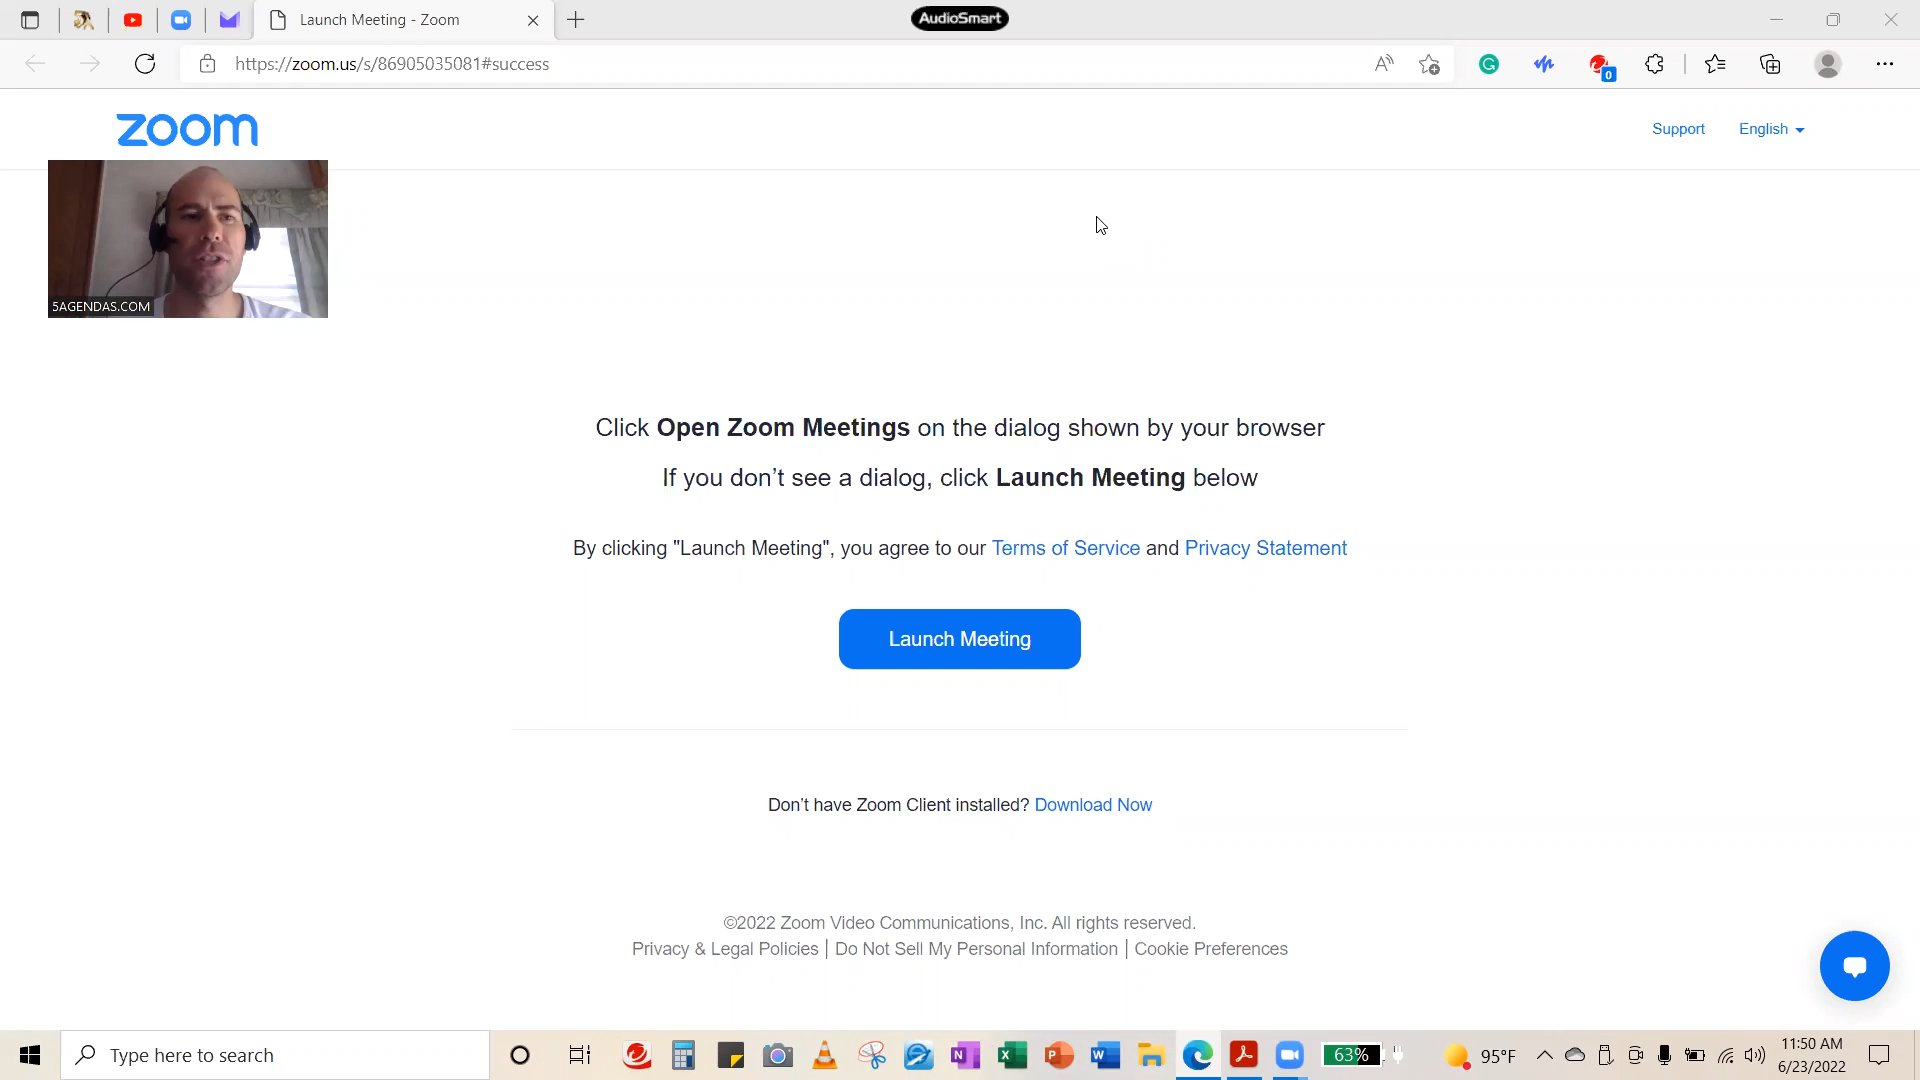 Launch Meeting - Zoom
AudioSmart
https://zoom.us/s/86905035081#success
0
zoom
Support
English
5AGENDAS.COM
Click Open Zoom Meetings on the dialog shown by your browser
If you don’t see a dialog, click Launch Meeting below
By clicking "Launch Meeting", you agree to our Terms of Service and Privacy Statement
Launch Meeting
Don’t have Zoom Client installed? Download Now
©2022 Zoom Video Communications, Inc. All rights reserved.
Privacy & Legal Policies | Do Not Sell My Personal Information | Cookie Preferences
Type here to search
63%
95°F
11:50 AM
6/23/2022